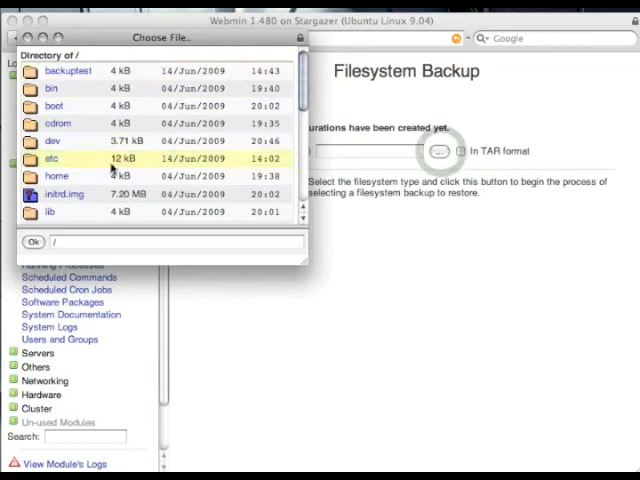 Webmin 1.480 on Stargazer (Ubuntu Linux 9.04)
Choose File..
Google
Directory of /
backuptest 4 kB 14/Jun/2009 14:43
bin 4 kB 04/Jun/2009 19:40
boot 4 kB 04/Jun/2009 20:02
cdrom 4 kB 04/Jun/2009 19:35
dev 3.71 kB 04/Jun/2009 20:46
etc 12 kB 14/Jun/2009 14:02
home 4 kB 04/Jun/2009 19:38
initrd.img 7.20 MB 04/Jun/2009 20:02
lib 4 kB 04/Jun/2009 20:01
Ok /
Filesystem Backup
urations have been created yet.
... In TAR format
Select the filesystem type and click this button to begin the process of
selecting a filesystem backup to restore.
Running Processes
Scheduled Commands
Scheduled Cron Jobs
Software Packages
System Documentation
System Logs
Users and Groups
Servers
Others
Networking
Hardware
Cluster
Un-used Modules
Search:
View Module's Logs